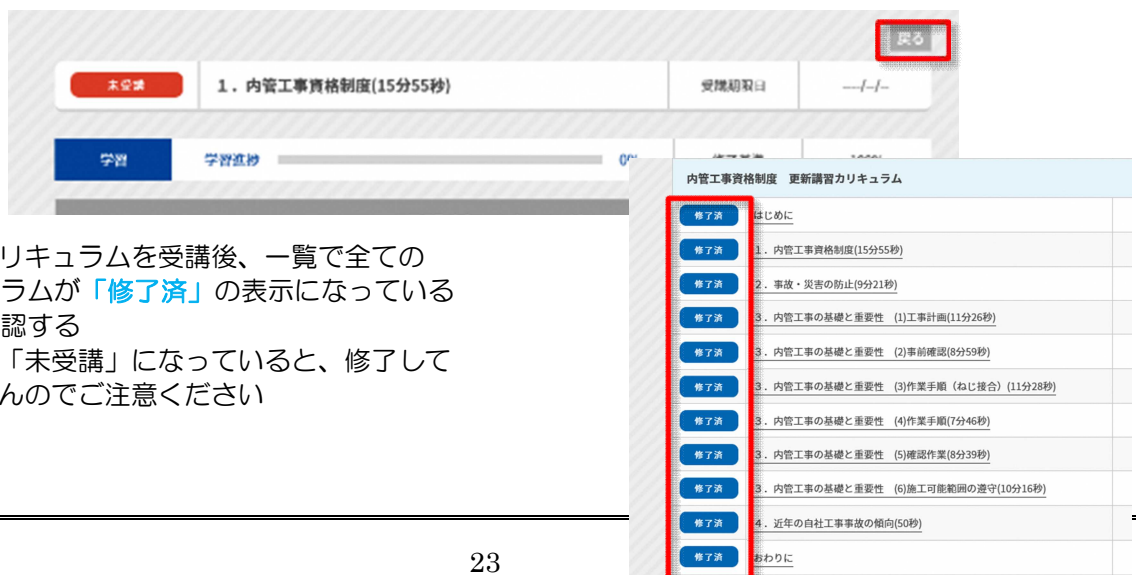 戻る
未受講 1．内管工事資格制度(15分55秒) 受講期限日 ----/--/--
学習 学習進捗 0%
リキュラムを受講後、一覧で全ての
ラムが「修了済」の表示になっている
認する
「未受講」になっていると、修了して
んのでご注意ください
内管工事資格制度　更新講習カリキュラム
修了済 はじめに
修了済 1．内管工事資格制度(15分55秒)
修了済 2．事故・災害の防止(9分21秒)
修了済 3．内管工事の基礎と重要性　(1)工事計画(11分26秒)
修了済 3．内管工事の基礎と重要性　(2)事前確認(8分59秒)
修了済 3．内管工事の基礎と重要性　(3)作業手順（ねじ接合）(11分28秒)
修了済 3．内管工事の基礎と重要性　(4)作業手順(7分46秒)
修了済 3．内管工事の基礎と重要性　(5)確認作業(8分39秒)
修了済 3．内管工事の基礎と重要性　(6)施工可能範囲の遵守(10分16秒)
修了済 4．近年の自社工事事故の傾向(50秒)
修了済 おわりに
23